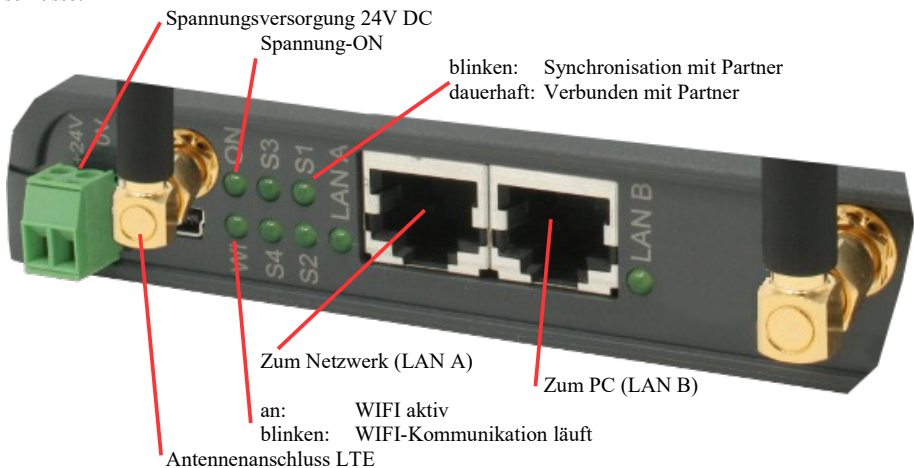 Spannungsversorgung 24V DC
Spannung-ON
blinken: Synchronisation mit Partner
dauerhaft: Verbunden mit Partner
+24V
0V
ON
S3
S1
LAN A
WI
S4
S2
LAN B
Zum Netzwerk (LAN A)
Zum PC (LAN B)
an: WIFI aktiv
blinken: WIFI-Kommunikation läuft
Antennenanschluss LTE